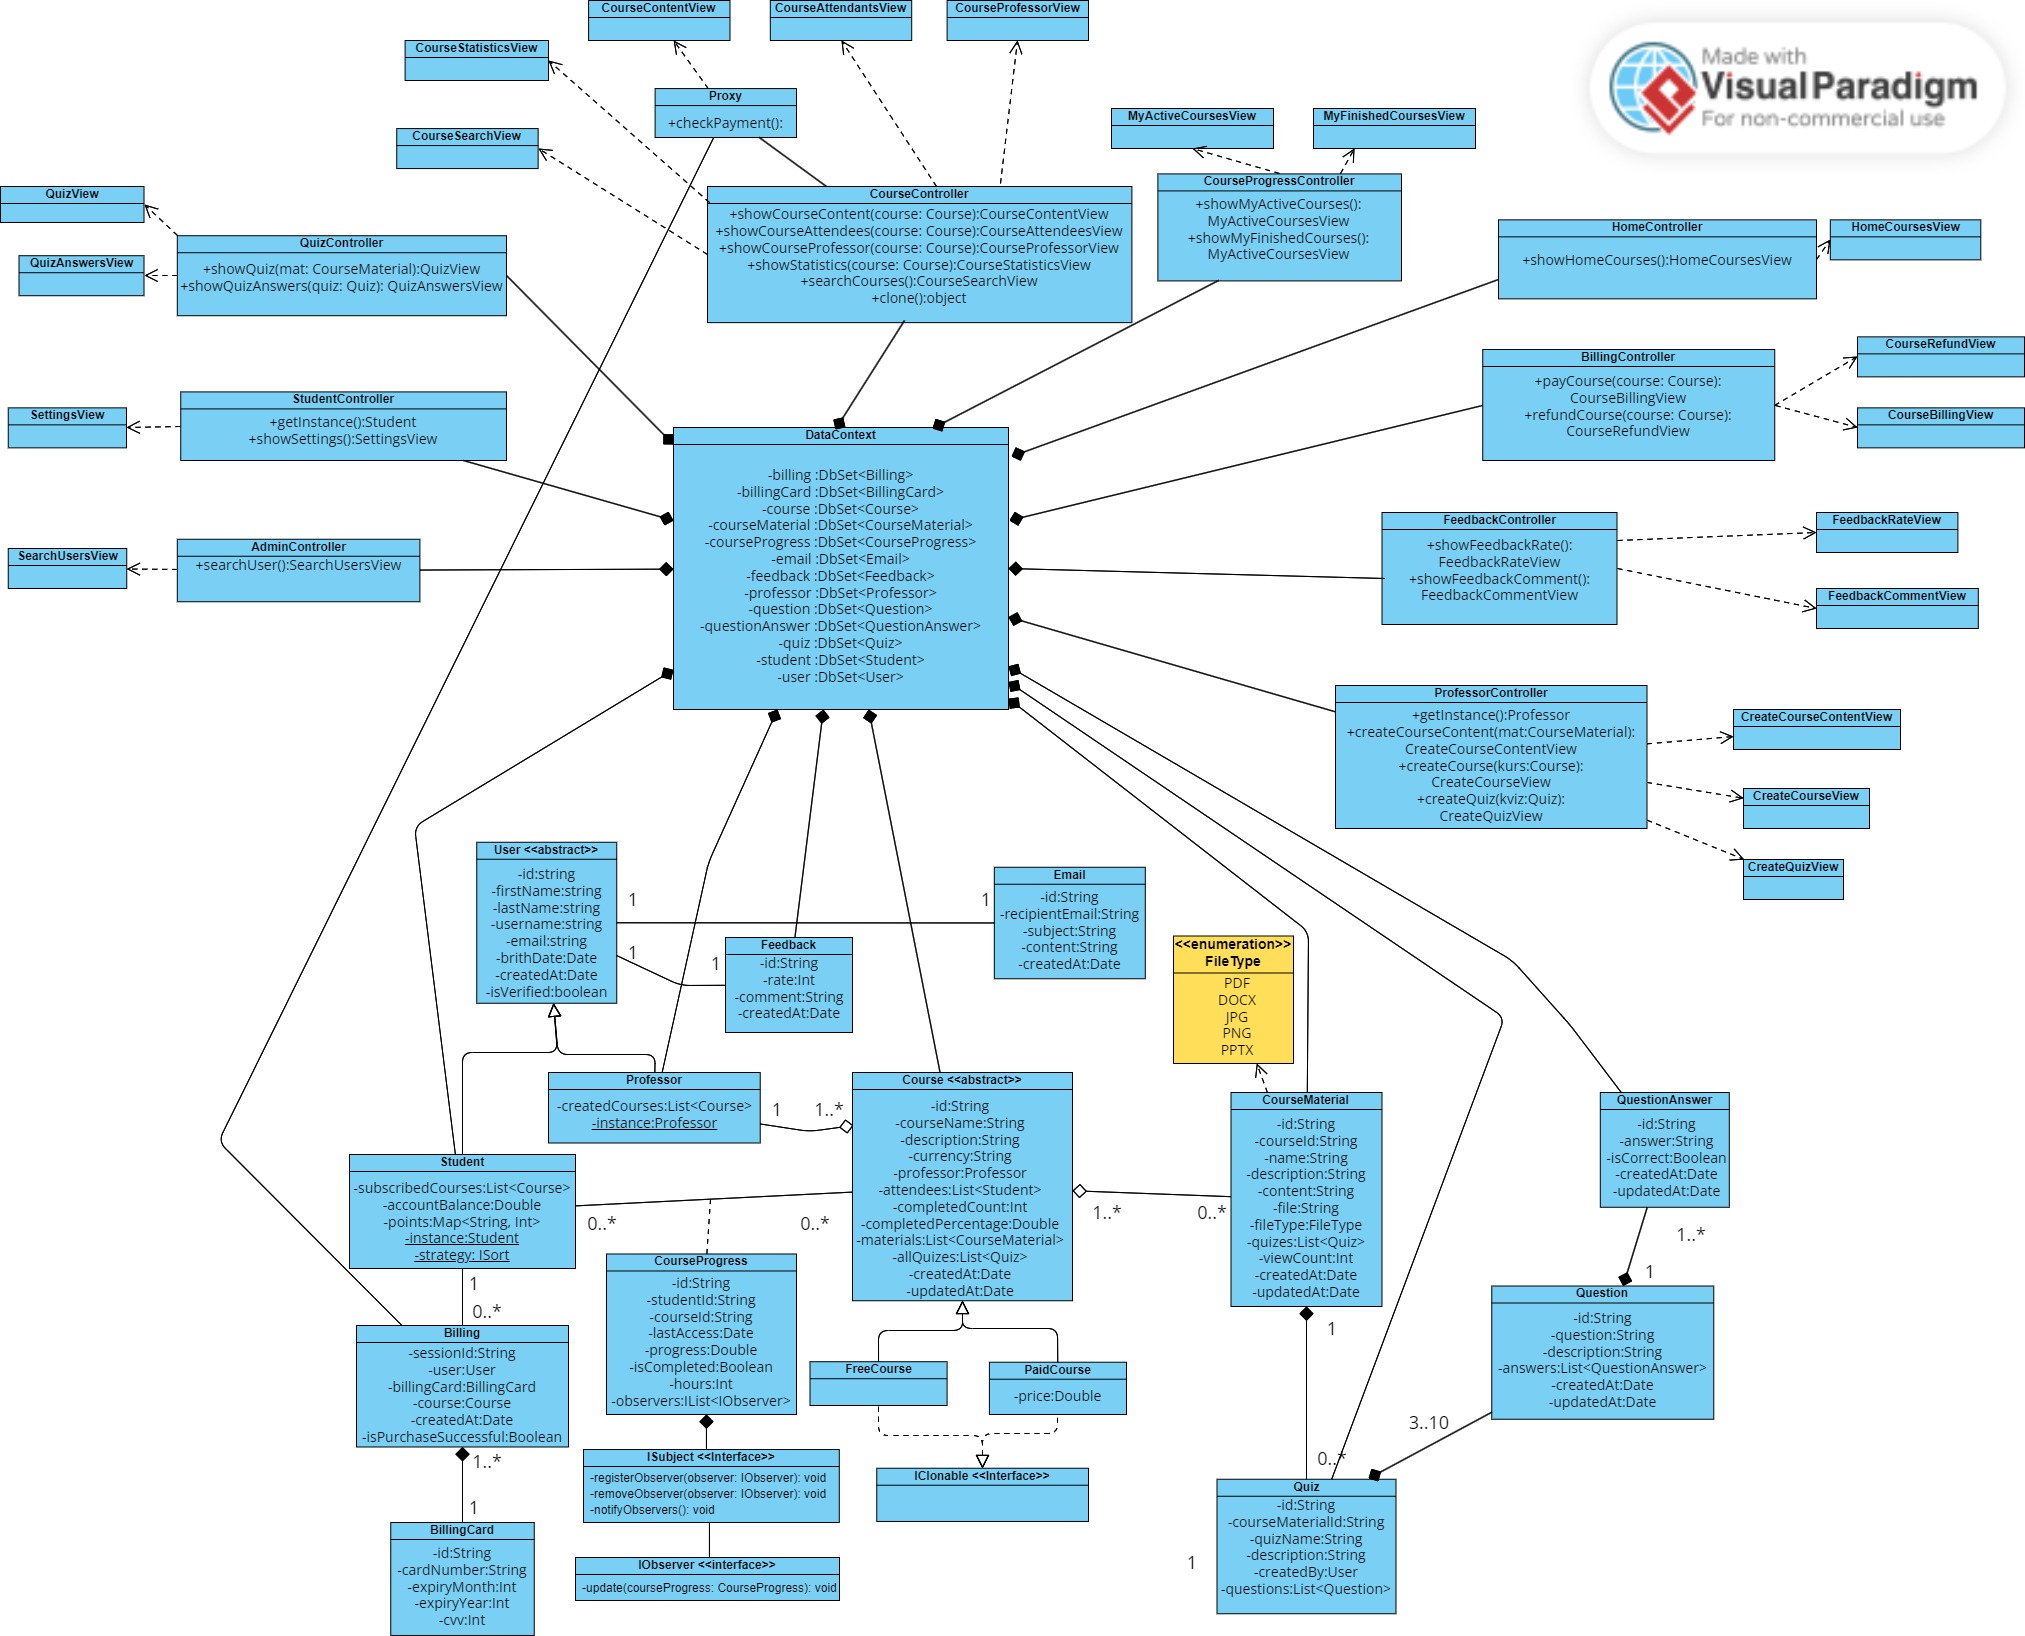 CourseContentView
CourseAttendantsView
CourseProfessorView
CourseStatisticsView
Made with
Visual Paradigm
For non-commercial use
Proxy
+checkPayment():
CourseSearchView
MyActiveCoursesView
MyFinishedCoursesView
QuizView
QuizAnswersView
QuizController
+showQuiz(mat: CourseMaterial):QuizView
+showQuizAnswers(quiz: Quiz): QuizAnswersView
CourseController
+showCourseContent(course: Course):CourseContentView
+showCourseAttendees(course: Course):CourseAttendeesView
+showCourseProfessor(course: Course):CourseProfessorView
+showStatistics(course: Course):CourseStatisticsView
+searchCourses():CourseSearchView
+clone():object
CourseProgressController
+showMyActiveCourses():
MyActiveCoursesView
+showMyFinishedCourses():
MyActiveCoursesView
HomeController
+showHomeCourses():HomeCoursesView
HomeCoursesView
BillingController
+payCourse(course: Course):
CourseBillingView
+refundCourse(course: Course):
CourseRefundView
CourseRefundView
CourseBillingView
SettingsView
StudentController
+getInstance():Student
+showSettings():SettingsView
SearchUsersView
AdminController
+searchUser():SearchUsersView
DataContext
-billing :DbSet<Billing>
-billingCard :DbSet<BillingCard>
-course :DbSet<Course>
-courseMaterial :DbSet<CourseMaterial>
-courseProgress :DbSet<CourseProgress>
-email :DbSet<Email>
-feedback :DbSet<Feedback>
-professor :DbSet<Professor>
-question :DbSet<Question>
-questionAnswer :DbSet<QuestionAnswer>
-quiz :DbSet<Quiz>
-student :DbSet<Student>
-user :DbSet<User>
FeedbackController
+showFeedbackRate():
FeedbackRateView
+showFeedbackComment():
FeedbackCommentView
FeedbackRateView
FeedbackCommentView
ProfessorController
+getInstance():Professor
+createCourseContent(mat:CourseMaterial):
CreateCourseContentView
+createCourse(kurs:Course):
CreateCourseView
+createQuiz(kviz:Quiz):
CreateQuizView
CreateCourseContentView
CreateCourseView
CreateQuizView
User <<abstract>>
-id:string
-firstName:string
-lastName:string
-username:string
-email:string
-brithDate:Date
-createdAt:Date
-isVerified:boolean
1
1
1
1
Email
-id:String
-recipientEmail:String
-subject:String
-content:String
-createdAt:Date
Feedback
-id:String
-rate:Int
-comment:String
-createdAt:Date
<<enumeration>>
FileType
PDF
DOCX
JPG
PNG
PPTX
Professor
-createdCourses:List<Course>
-instance:Professor
1
1..*
Course <<abstract>>
-id:String
-courseName:String
-description:String
-currency:String
-professor:Professor
-attendees:List<Student>
-completedCount:Int
-completedPercentage:Double
-materials:List<CourseMaterial>
-allQuizes:List<Quiz>
-createdAt:Date
-updatedAt:Date
1..*
0..*
CourseMaterial
-id:String
-courseId:String
-name:String
-description:String
-content:String
-file:String
-fileType:FileType
-quizes:List<Quiz>
-viewCount:Int
-createdAt:Date
-updatedAt:Date
QuestionAnswer
-id:String
-answer:String
-isCorrect:Boolean
-createdAt:Date
-updatedAt:Date
1..*
1
Student
-subscribedCourses:List<Course>
-accountBalance:Double
-points:Map<String, Int>
-instance:Student
-strategy: ISort
0..*
0..*
1
0..*
CourseProgress
-id:String
-studentId:String
-courseId:String
-lastAccess:Date
-progress:Double
-isCompleted:Boolean
-hours:Int
-observers:IList<IObserver>
Question
-id:String
-question:String
-description:String
-answers:List<QuestionAnswer>
-createdAt:Date
-updatedAt:Date
Billing
-sessionId:String
-user:User
-billingCard:BillingCard
-course:Course
-createdAt:Date
-isPurchaseSuccessful:Boolean
1..*
1
FreeCourse
PaidCourse
-price:Double
1
3..10
0..*
ISubject <<Interface>>
-registerObserver(observer: IObserver): void
-removeObserver(observer: IObserver): void
-notifyObservers(): void
IClonable <<Interface>>
BillingCard
-id:String
-cardNumber:String
-expiryMonth:Int
-expiryYear:Int
-cvv:Int
IObserver <<interface>>
-update(courseProgress: CourseProgress): void
1
Quiz
-id:String
-courseMaterialId:String
-quizName:String
-description:String
-createdBy:User
-questions:List<Question>